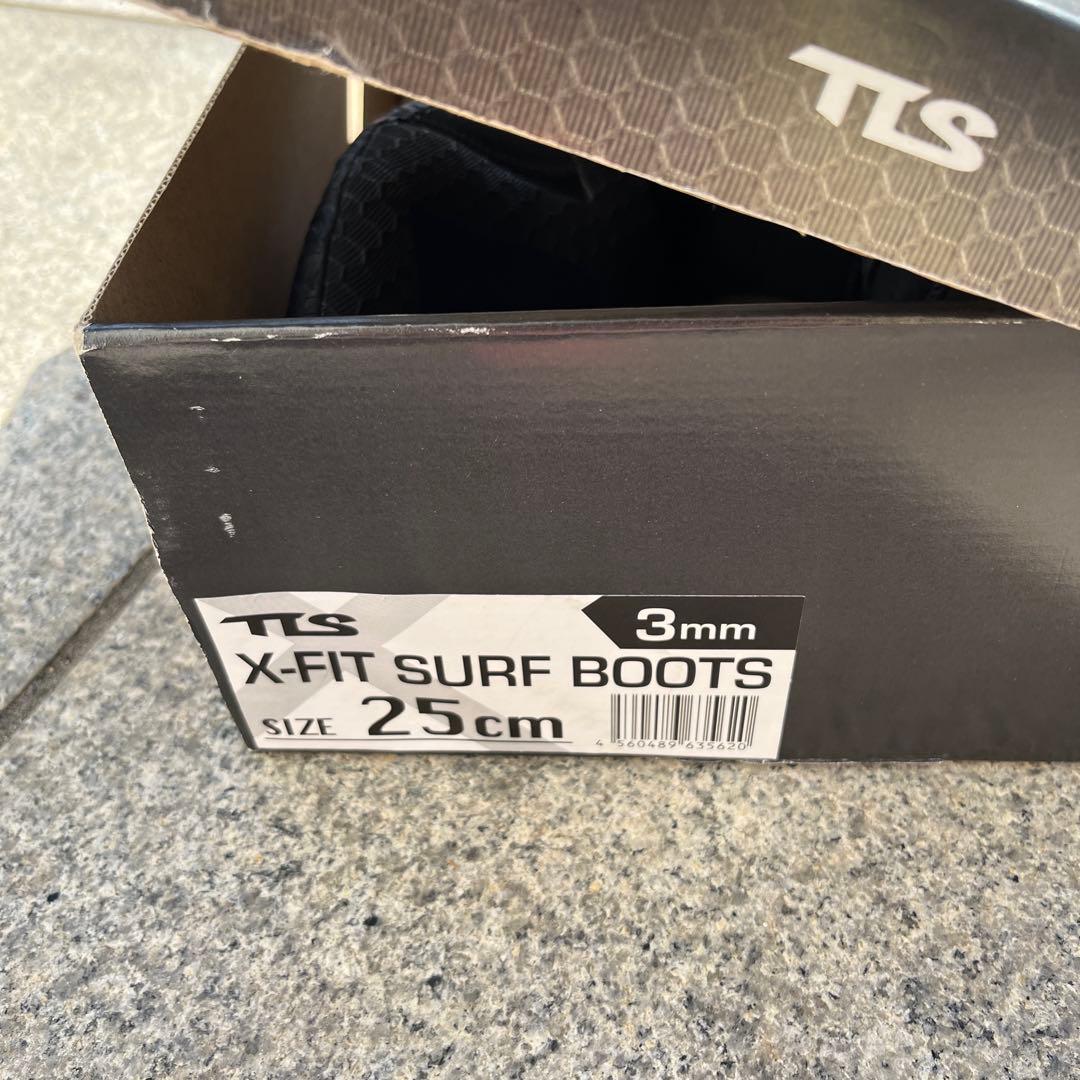 TLS
TLS
3mm
X-FIT SURF BOOTS
SIZE 25cm
4 560489 635620